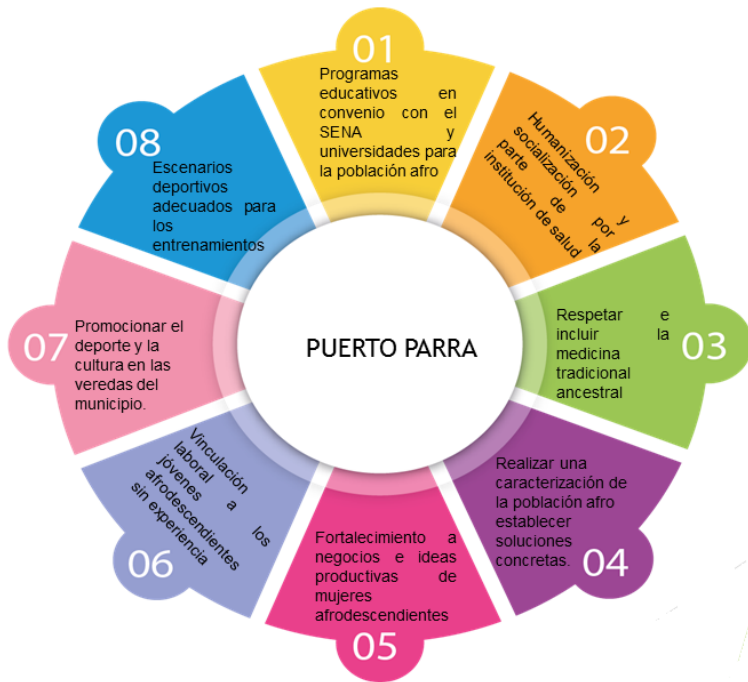 01
Programas
educativos en
convenio con el
SENA y
universidades para
la población afro
02
Humanización y
socialización por
parte de la
institución de salud
03
Respetar e
incluir la
medicina
tradicional
ancestral
04
Realizar una
caracterización de
la población afro
establecer
soluciones
concretas.
05
Fortalecimiento a
negocios e ideas
productivas de
mujeres
afrodescendientes
06
Vinculación
laboral a los
jóvenes
afrodescendientes
sin experiencia
07
Promocionar el
deporte y la
cultura en las
veredas del
municipio.
08
Escenarios
deportivos
adecuados para
los
entrenamientos
PUERTO PARRA